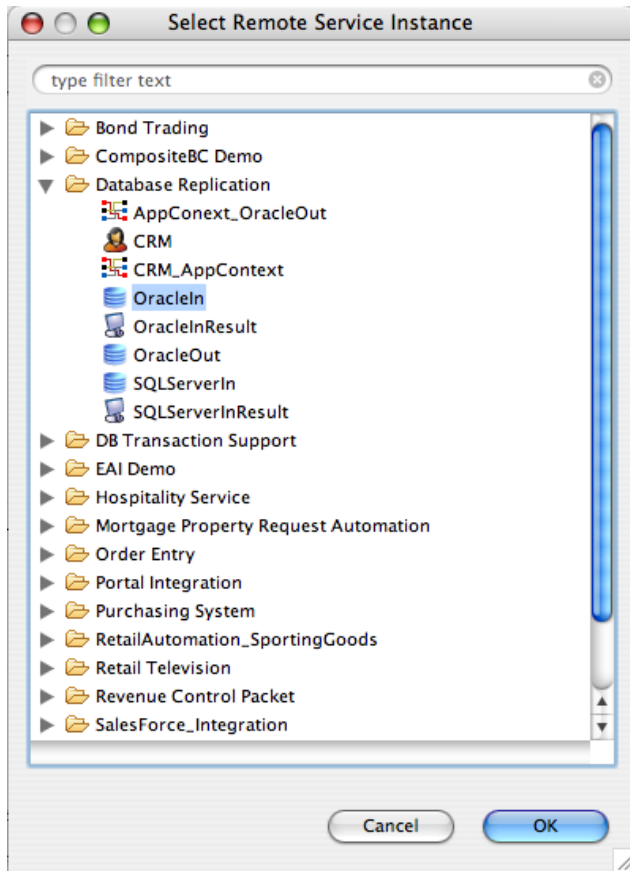 Select Remote Service Instance
type filter text
Bond Trading
CompositeBC Demo
Database Replication
AppConext_OracleOut
CRM
CRM_AppContext
OracleIn
OracleInResult
OracleOut
SQLServerIn
SQLServerInResult
DB Transaction Support
EAI Demo
Hospitality Service
Mortgage Property Request Automation
Order Entry
Portal Integration
Purchasing System
RetailAutomation_SportingGoods
Retail Television
Revenue Control Packet
SalesForce_Integration
Cancel OK